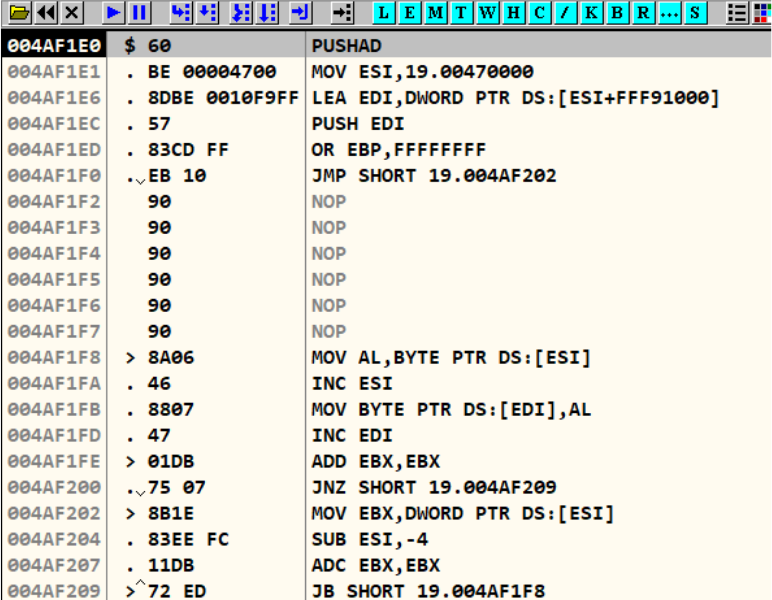 L E M T W H C / K B R ... S
004AF1E0 $ 60 PUSHAD
004AF1E1 . BE 00004700 MOV ESI,19.00470000
004AF1E6 . 8DBE 0010F9FF LEA EDI,DWORD PTR DS:[ESI+FFF91000]
004AF1EC . 57 PUSH EDI
004AF1ED . 83CD FF OR EBP,FFFFFFFF
004AF1F0 .⌄EB 10 JMP SHORT 19.004AF202
004AF1F2 90 NOP
004AF1F3 90 NOP
004AF1F4 90 NOP
004AF1F5 90 NOP
004AF1F6 90 NOP
004AF1F7 90 NOP
004AF1F8 > 8A06 MOV AL,BYTE PTR DS:[ESI]
004AF1FA . 46 INC ESI
004AF1FB . 8807 MOV BYTE PTR DS:[EDI],AL
004AF1FD . 47 INC EDI
004AF1FE > 01DB ADD EBX,EBX
004AF200 .⌄75 07 JNZ SHORT 19.004AF209
004AF202 > 8B1E MOV EBX,DWORD PTR DS:[ESI]
004AF204 . 83EE FC SUB ESI,-4
004AF207 . 11DB ADC EBX,EBX
004AF209 >^72 ED JB SHORT 19.004AF1F8